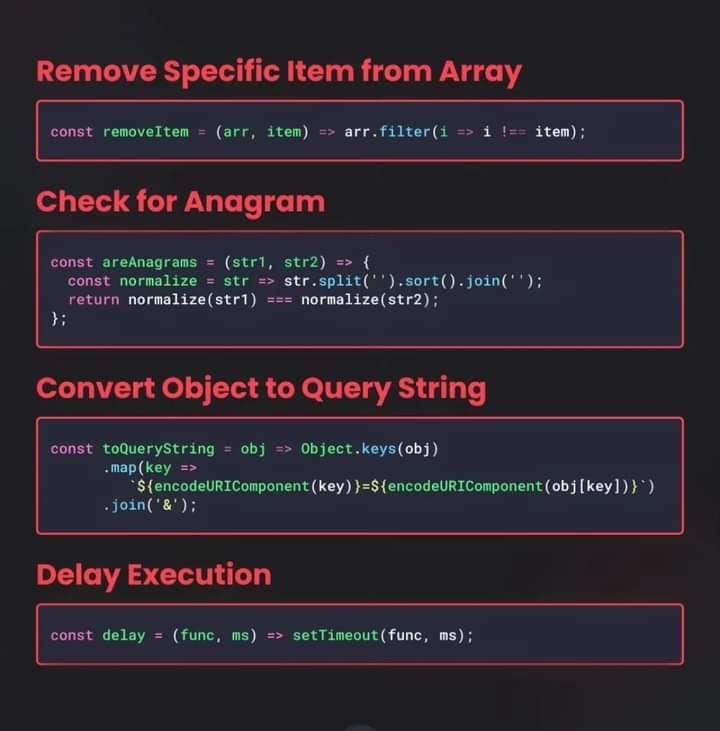 Remove Specific Item from Array
const removeItem = (arr, item) => arr.filter(i => i !== item);
Check for Anagram
const areAnagrams = (str1, str2) => {
  const normalize = str => str.split('').sort().join('');
  return normalize(str1) === normalize(str2);
};
Convert Object to Query String
const toQueryString = obj => Object.keys(obj)
      .map(key =>
         `${encodeURIComponent(key)}=${encodeURIComponent(obj[key])}`)
      .join('&');
Delay Execution
const delay = (func, ms) => setTimeout(func, ms);